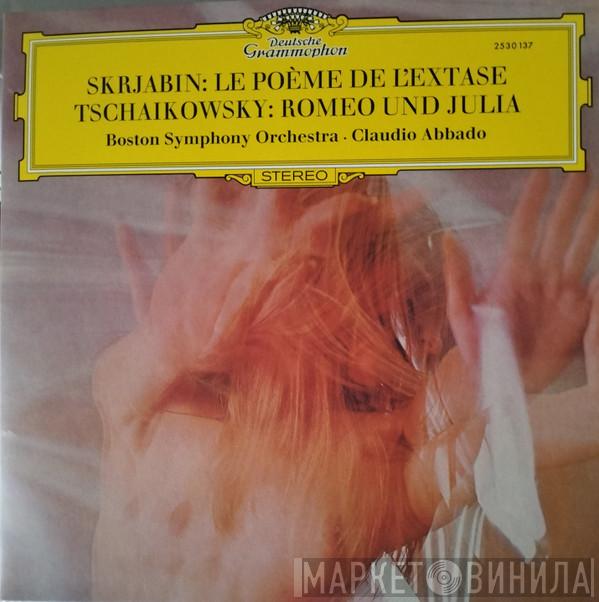 Deutsche
Grammophon
2530 137
SKRJABIN: LE POÈME DE L'EXTASE
TSCHAIKOWSKY: ROMEO UND JULIA
Boston Symphony Orchestra · Claudio Abbado
STEREO
МАРКЕТ ВИНИЛА